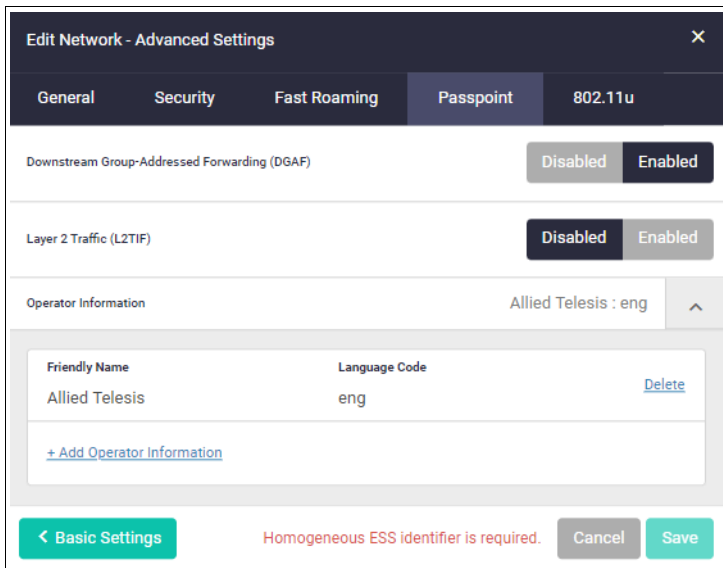 Edit Network - Advanced Settings
General Security Fast Roaming Passpoint 802.11u
Downstream Group-Addressed Forwarding (DGAF) Disabled Enabled
Layer 2 Traffic (L2TIF) Disabled Enabled
Operator Information Allied Telesis : eng
Friendly Name Language Code
Allied Telesis eng Delete
+ Add Operator Information
Basic Settings Homogeneous ESS identifier is required. Cancel Save